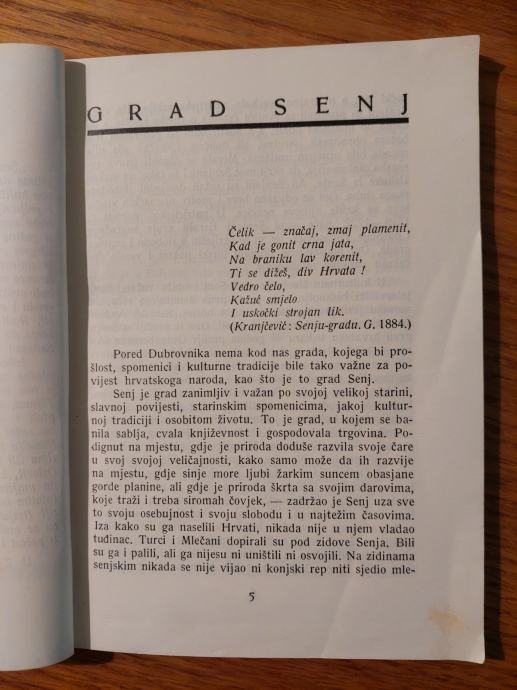 GRAD SENJ
Čelik — značaj, zmaj plamenit,
Kad je gonit crna jata,
Na braniku lav korenit,
Ti se dižeš, div Hrvata !
Vedro čelo,
Kažuć smjelo
I uskočki strojan lik.
(Kranjčević: Senju-gradu. G. 1884.)
Pored Dubrovnika nema kod nas grada, kojega bi pro-
šlost, spomenici i kulturne tradicije bile tako važne za po-
vijest hrvatskoga naroda, kao što je to grad Senj.
Senj je grad zanimljiv i važan po svojoj velikoj starini,
slavnoj povijesti, starinskim spomenicima, jakoj kultur-
noj tradiciji i osobitom životu. To je grad, u kojem se ba-
nila sablja, cvala književnost i gospodovala trgovina. Po-
dignut na mjestu, gdje je priroda doduše razvila svoje čare
u svoj svojoj veličajnosti, kako samo može da ih razvije
na mjestu, gdje sinje more ljubi žarkim suncem obasjane
gorde planine, ali gdje je priroda škrta sa svojim darovima,
koje traži i treba siromah čovjek, — zadržao je Senj uza sve
to svoju osebujnost i svoju slobodu i u najtežim časovima.
Iza kako su ga naselili Hrvati, nikada nije u njem vladao
tuđinac. Turci i Mlečani dopirali su pod zidove Senja. Bili
su ga i palili, ali ga nijesu ni uništili ni osvojili. Na zidinama
senjskim nikada se nije vijao ni konjski rep niti sjedio mle-
5